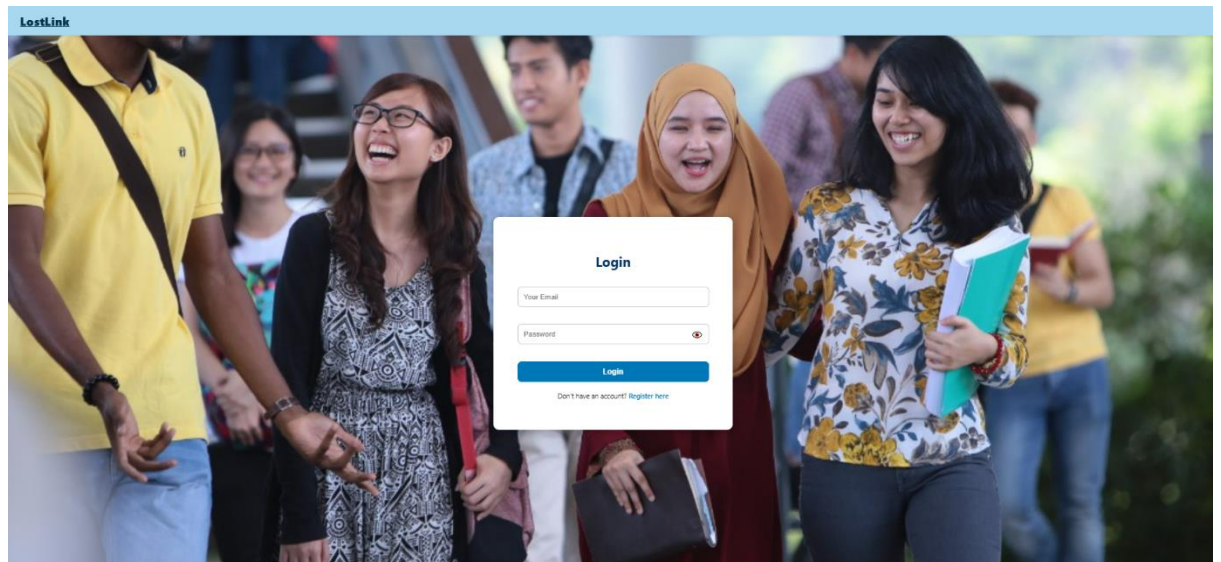 LostLink
Login
Your Email
Password
Login
Don't have an account? Register here